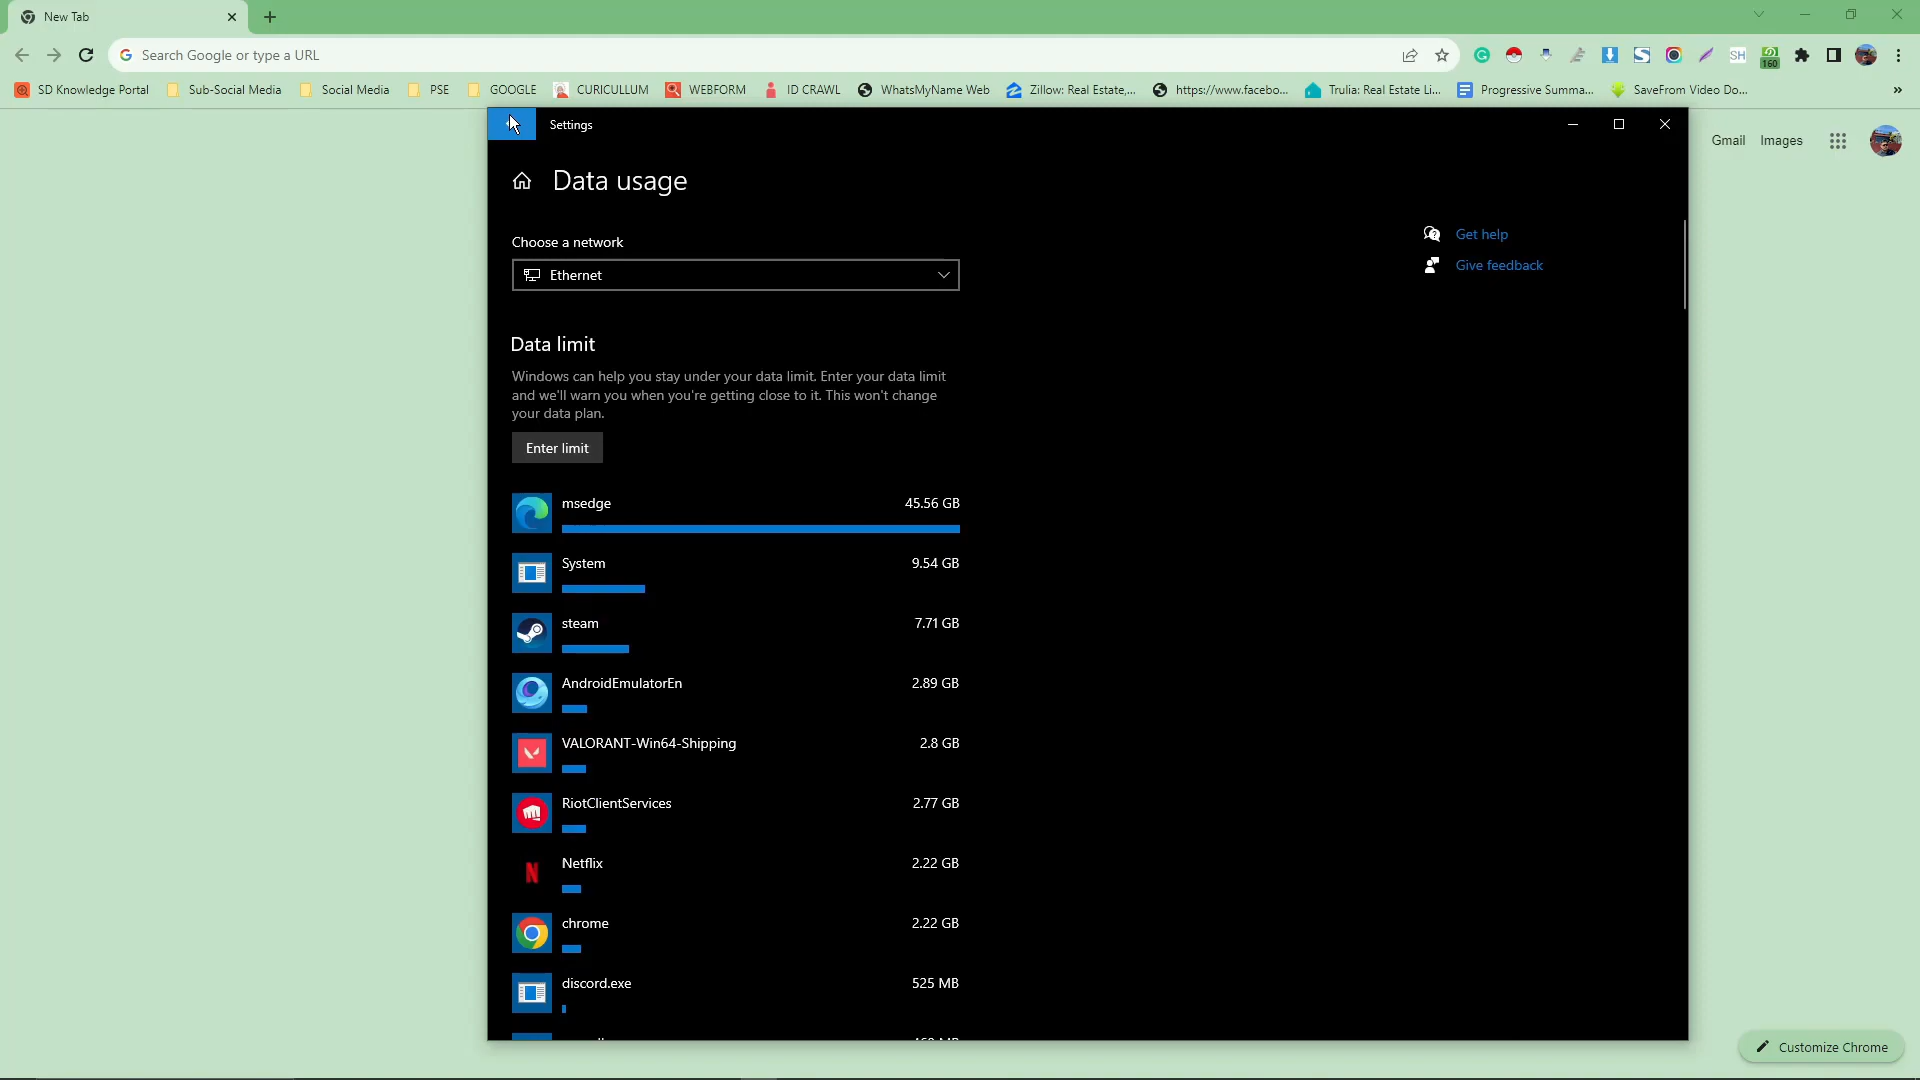 New Tab
Search Google or type a URL
SH
160
SD Knowledge Portal
Sub-Social Media
Social Media
PSE
GOOGLE
CURICULLUM
WEBFORM
ID CRAWL
WhatsMyName Web
Zillow: Real Estate,...
https://www.facebo...
Trulia: Real Estate Li...
Progressive Summa...
SaveFrom Video Do...
»
Gmail
Images
Settings
Data usage
Choose a network
Ethernet
Get help
Give feedback
Data limit
Windows can help you stay under your data limit. Enter your data limit
and we'll warn you when you're getting close to it. This won't change
your data plan.
Enter limit
msedge 45.56 GB
System 9.54 GB
steam 7.71 GB
AndroidEmulatorEn 2.89 GB
VALORANT-Win64-Shipping 2.8 GB
RiotClientServices 2.77 GB
Netflix 2.22 GB
chrome 2.22 GB
discord.exe 525 MB
Customize Chrome